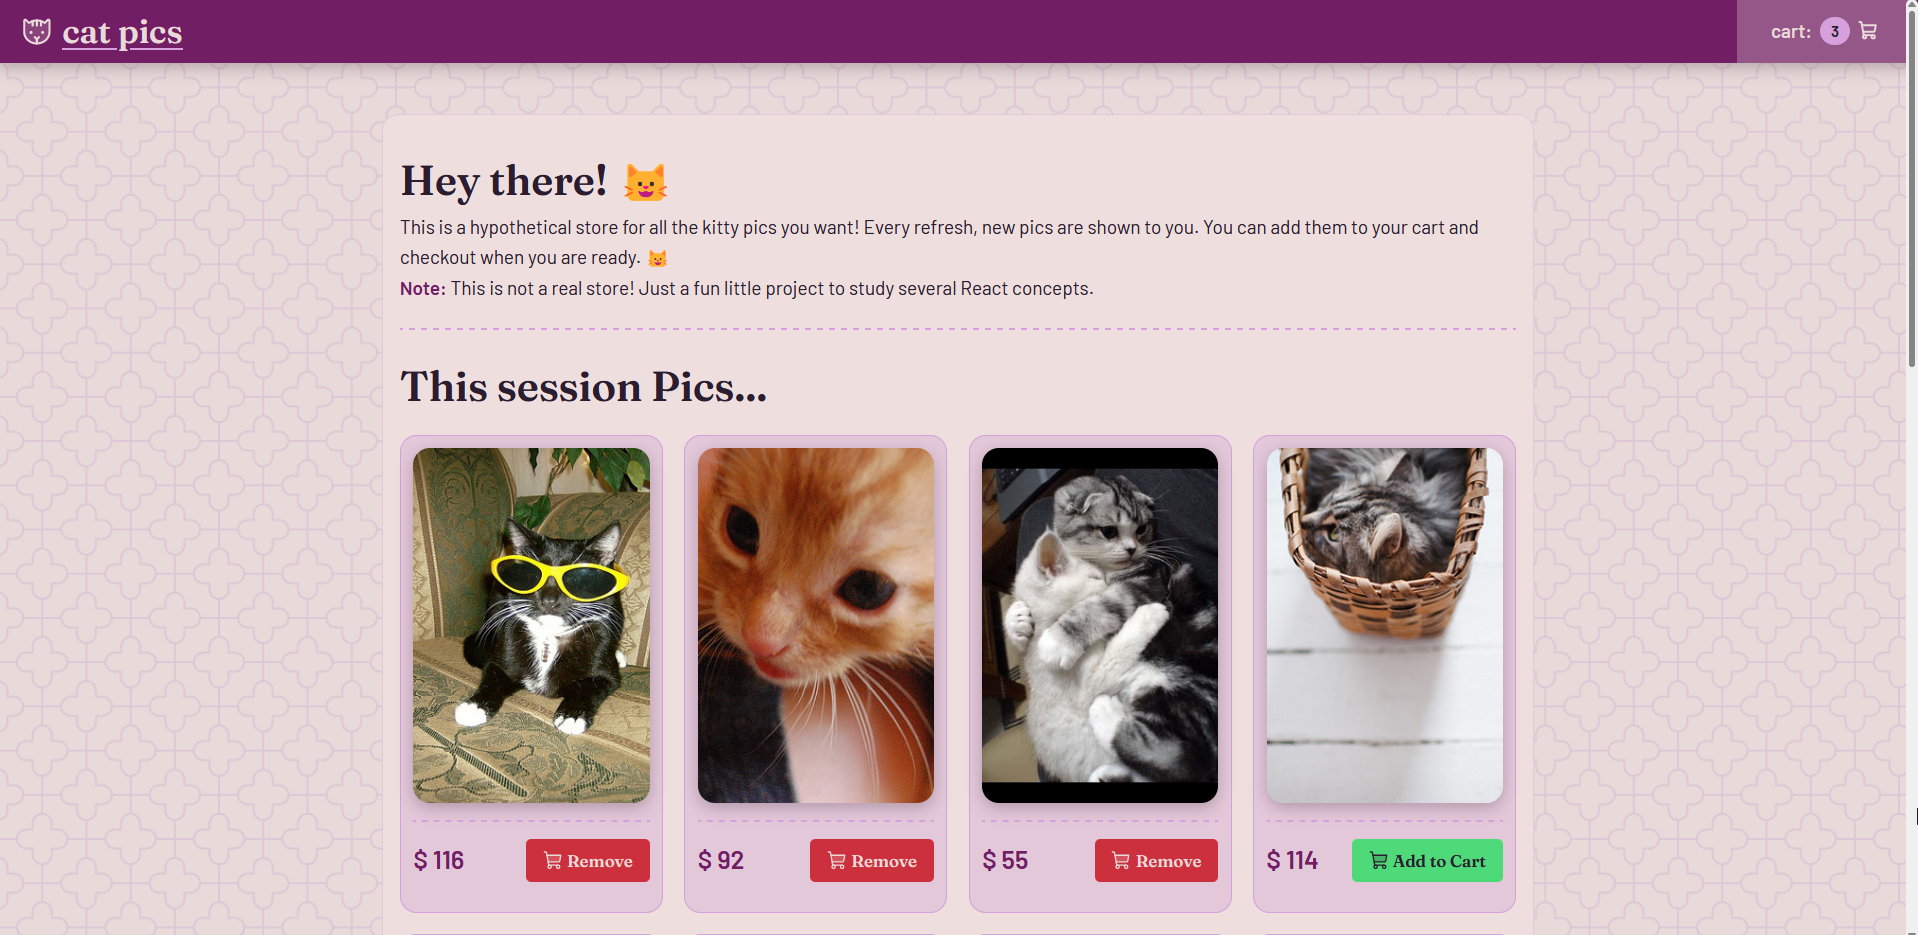 cat pics
cart: 3
Hey there! 😺
This is a hypothetical store for all the kitty pics you want! Every refresh, new pics are shown to you. You can add them to your cart and
checkout when you are ready. 😺
Note: This is not a real store! Just a fun little project to study several React concepts.
This session Pics...
$ 116 Remove
$ 92 Remove
$ 55 Remove
$ 114 Add to Cart